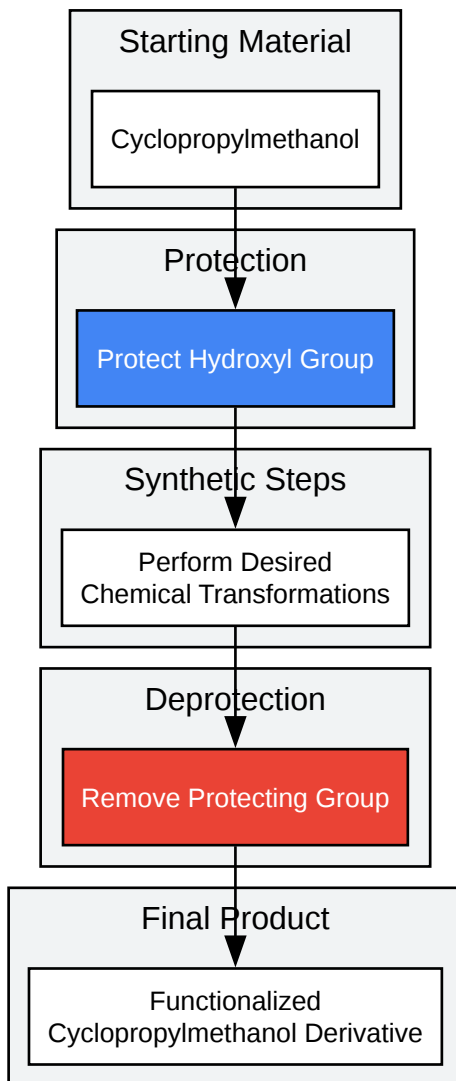 Starting Material
Cyclopropylmethanol
Protection
Protect Hydroxyl Group
Synthetic Steps
Perform Desired
Chemical Transformations
Deprotection
Remove Protecting Group
Final Product
Functionalized
Cyclopropylmethanol Derivative